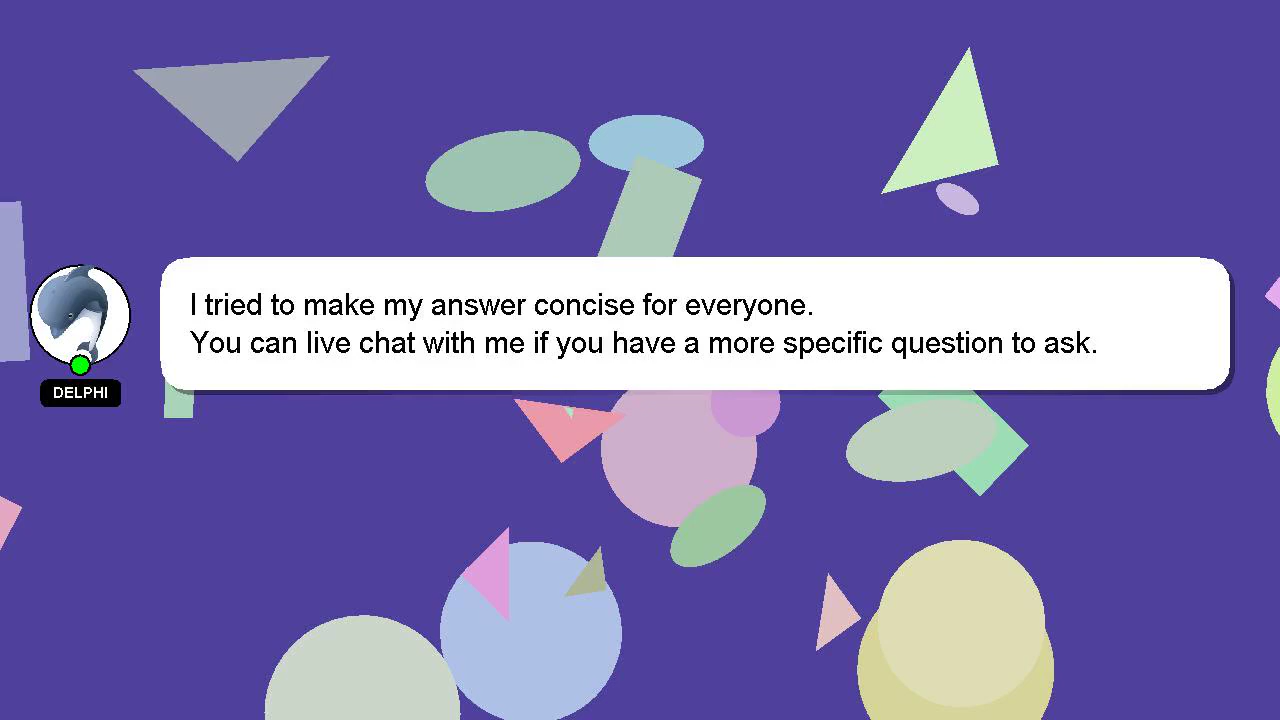 I tried to make my answer concise for everyone.
You can live chat with me if you have a more specific question to ask.
DELPHI